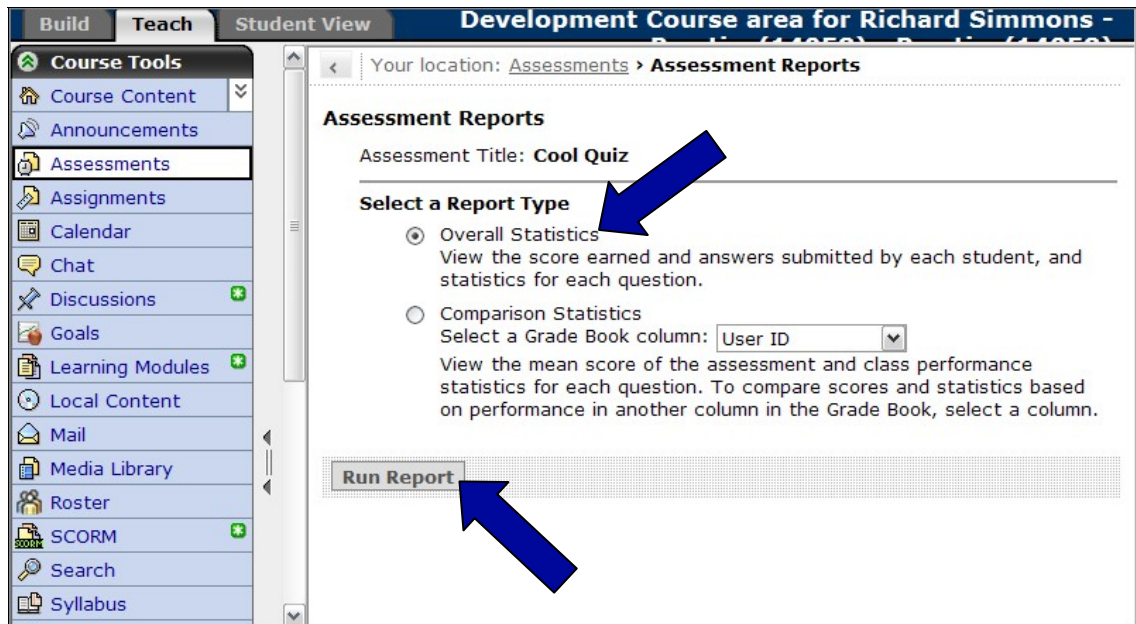 Build
Teach
Student View
Development Course area for Richard Simmons -
Course Tools
Course Content
Announcements
Assessments
Assignments
Calendar
Chat
Discussions
Goals
Learning Modules
Local Content
Mail
Media Library
Roster
SCORM
SCORM
Search
Syllabus
Your location: Assessments › Assessment Reports
Assessment Reports
Assessment Title: Cool Quiz
Select a Report Type
Overall Statistics
View the score earned and answers submitted by each student, and
statistics for each question.
Comparison Statistics
Select a Grade Book column: User ID
View the mean score of the assessment and class performance
statistics for each question. To compare scores and statistics based
on performance in another column in the Grade Book, select a column.
Run Report